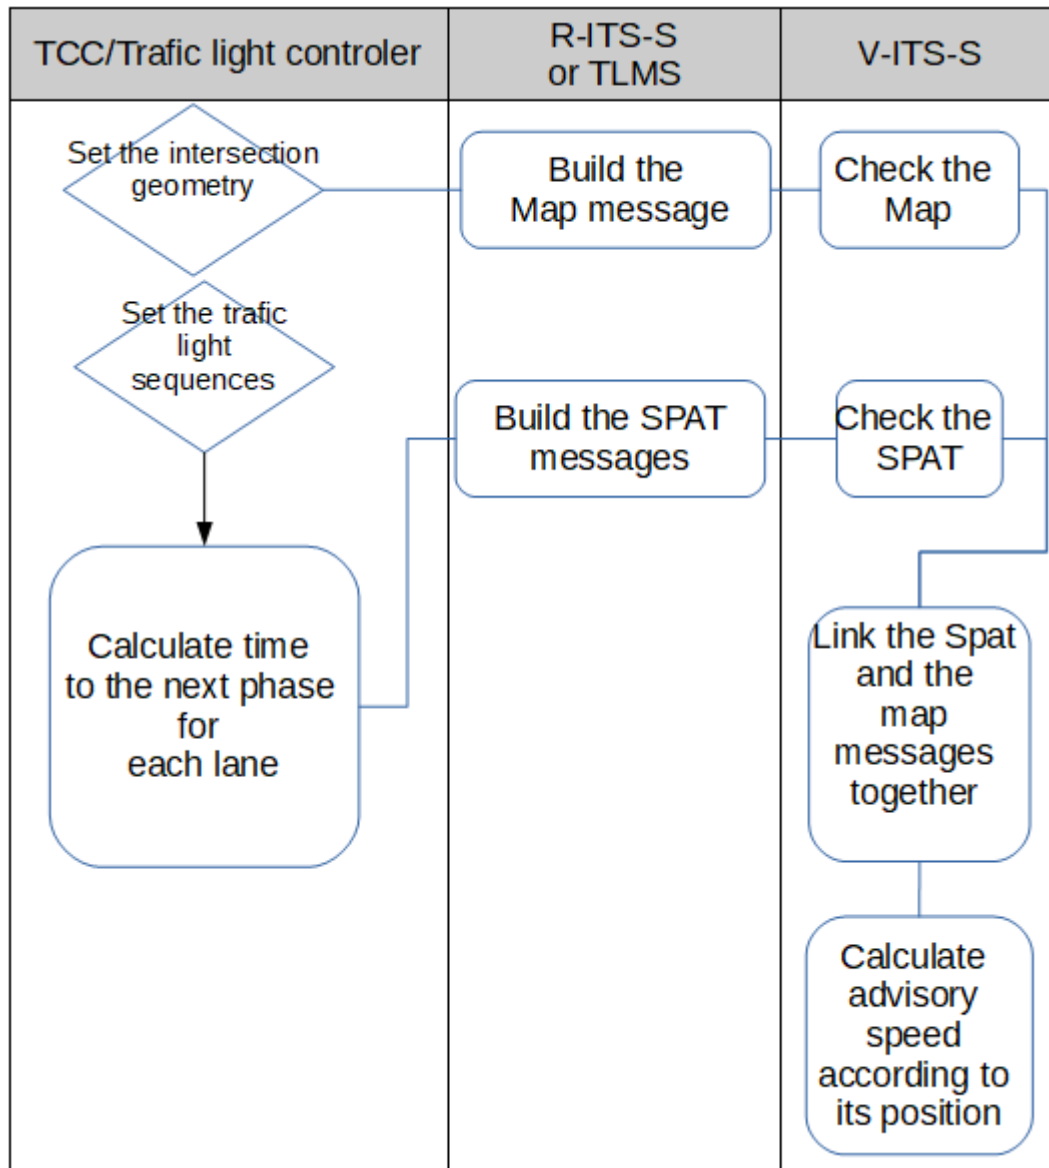 TCC/Trafic light controler
R-ITS-S
or TLMS
V-ITS-S
Set the intersection
geometry
Build the
Map message
Check the
Map
Set the trafic
light
sequences
Build the SPAT
messages
Check the
SPAT
Calculate time
to the next phase
for
each lane
Link the Spat
and the
map
messages
together
Calculate
advisory
speed
according to
its position